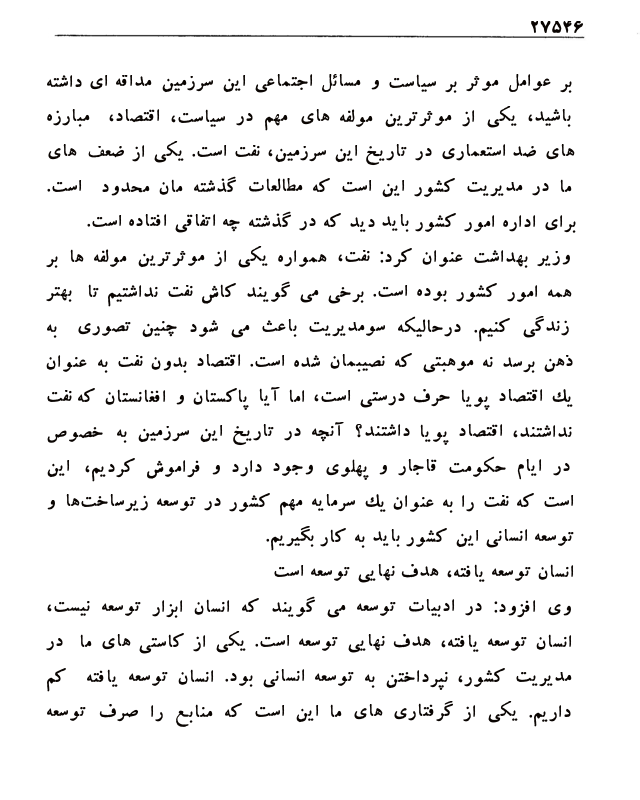 ۲۷۵۴۶
بر عوامل موثر بر سیاست و مسائل اجتماعی این سرزمین مداقه ای داشته
باشید، یکی از موثرترین مولفه های مهم در سیاست، اقتصاد، مبارزه
های ضد استعماری در تاریخ این سرزمین، نفت است. یکی از ضعف های
ما در مدیریت کشور این است که مطالعات گذشته مان محدود است.
برای اداره امور کشور باید دید که در گذشته چه اتفاقی افتاده است.
وزیر بهداشت عنوان کرد: نفت، همواره یکی از موثرترین مولفه ها بر
همه امور کشور بوده است. برخی می گویند کاش نفت نداشتیم تا بهتر
زندگی کنیم. درحالیکه سومدیریت باعث می شود چنین تصوری به
ذهن برسد نه موهبتی که نصیبمان شده است. اقتصاد بدون نفت به عنوان
یك اقتصاد پویا حرف درستی است، اما آیا پاکستان و افغانستان که نفت
نداشتند، اقتصاد پویا داشتند؟ آنچه در تاریخ این سرزمین به خصوص
در ایام حکومت قاجار و پهلوی وجود دارد و فراموش کردیم، این
است که نفت را به عنوان یك سرمایه مهم کشور در توسعه زیرساخت‌ها و
توسعه انسانی این کشور باید به کار بگیریم.
انسان توسعه یافته، هدف نهایی توسعه است
وی افزود: در ادبیات توسعه می گویند که انسان ابزار توسعه نیست،
انسان توسعه یافته، هدف نهایی توسعه است. یکی از کاستی های ما در
مدیریت کشور، نپرداختن به توسعه انسانی بود. انسان توسعه یافته کم
داریم. یکی از گرفتاری های ما این است که منابع را صرف توسعه